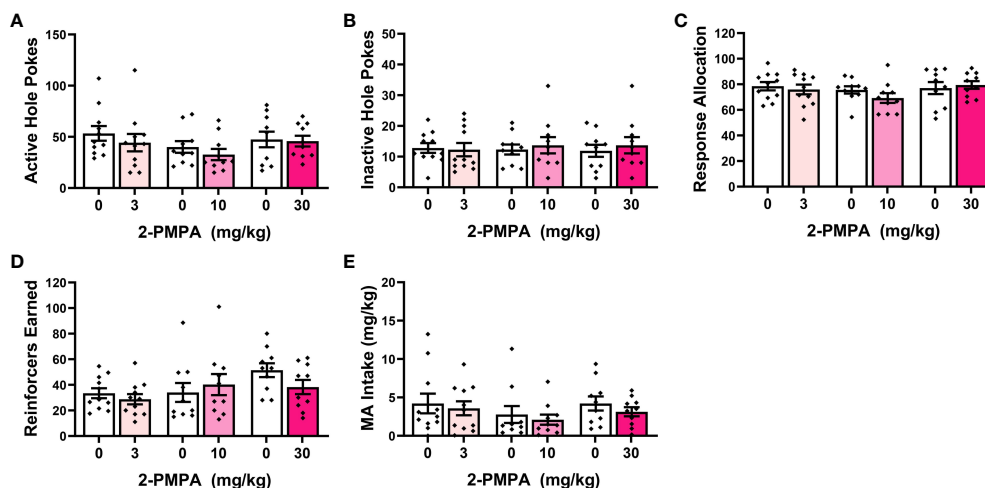 A
Active Hole Pokes
150
100
50
0
0 3 0 10 0 30
2-PMPA (mg/kg)
B
Inactive Hole Pokes
50
40
30
20
10
0
0 3 0 10 0 30
2-PMPA (mg/kg)
C
Response Allocation
120
100
80
60
40
20
0
0 3 0 10 0 30
2-PMPA (mg/kg)
D
Reinforcers Earned
120
100
80
60
40
20
0
0 3 0 10 0 30
2-PMPA (mg/kg)
E
MA Intake (mg/kg)
20
15
10
5
0
0 3 0 10 0 30
2-PMPA (mg/kg)